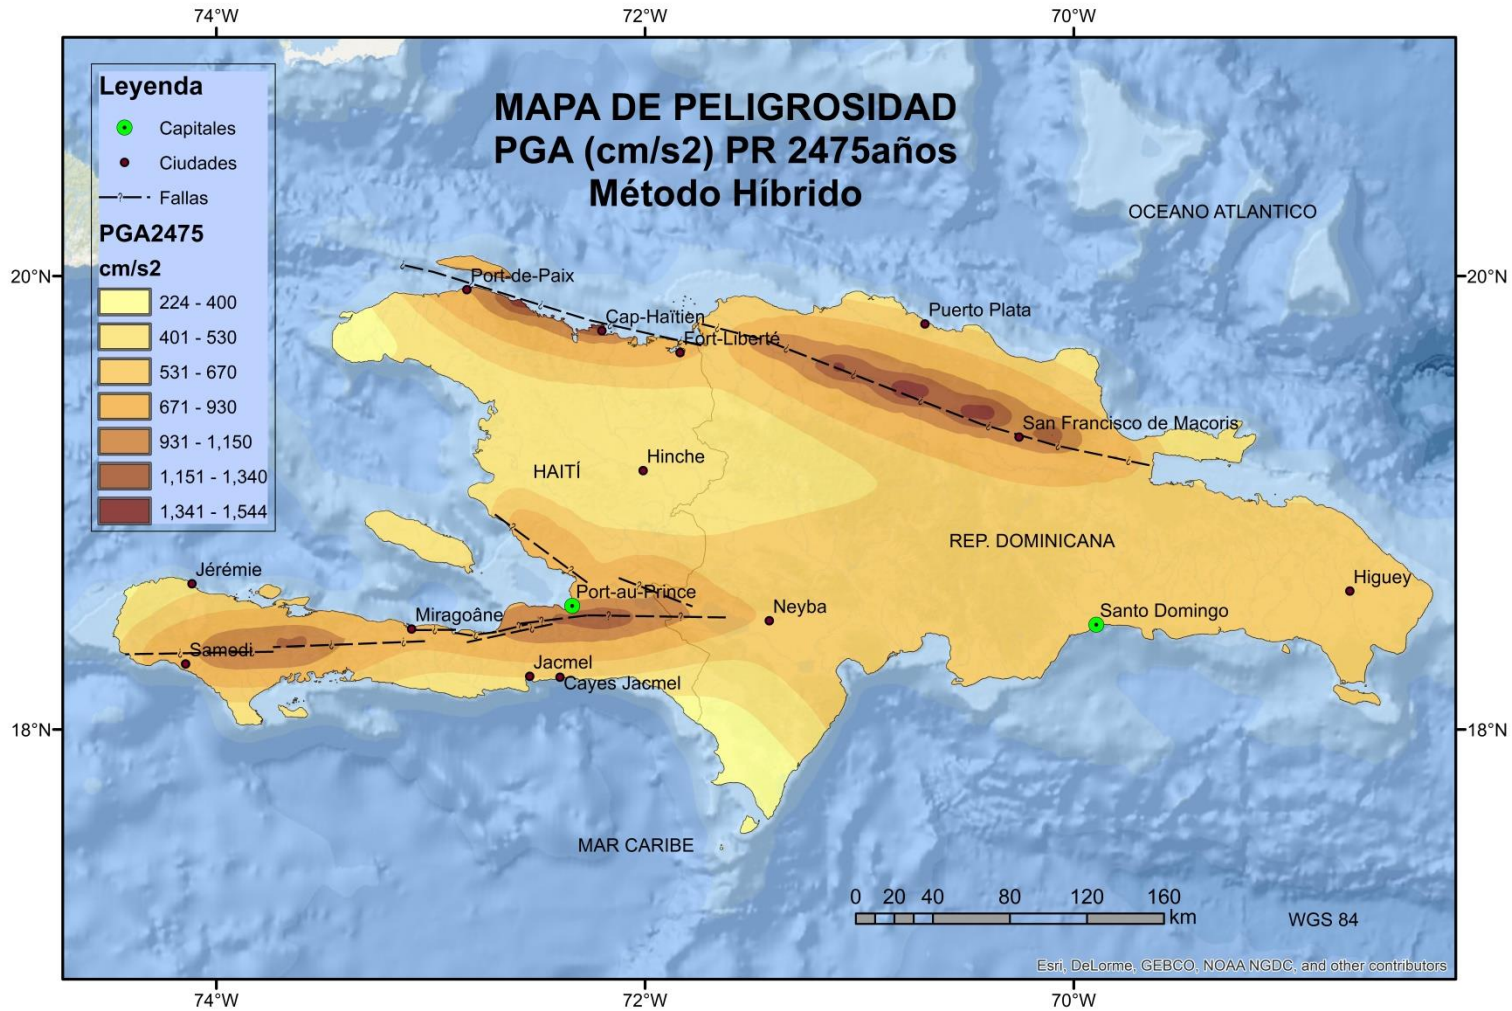 74°W
72°W
70°W
MAPA DE PELIGROSIDAD
PGA (cm/s2) PR 2475años
Método Híbrido
Leyenda
Capitales
Ciudades
Fallas
PGA2475
cm/s2
224 - 400
401 - 530
531 - 670
671 - 930
931 - 1,150
1,151 - 1,340
1,341 - 1,544
OCEANO ATLANTICO
20°N
20°N
Port-de-Paix
Cap-Haïtien
Fort-Liberté
Puerto Plata
San Francisco de Macoris
Hinche
HAITÍ
REP. DOMINICANA
Jérémie
Miragoâne
Port-au-Prince
Neyba
Higuey
Santo Domingo
Samedi
Jacmel
Cayes Jacmel
18°N
18°N
MAR CARIBE
0 20 40 80 120 160
km
WGS 84
Esri, DeLorme, GEBCO, NOAA NGDC, and other contributors
74°W
72°W
70°W